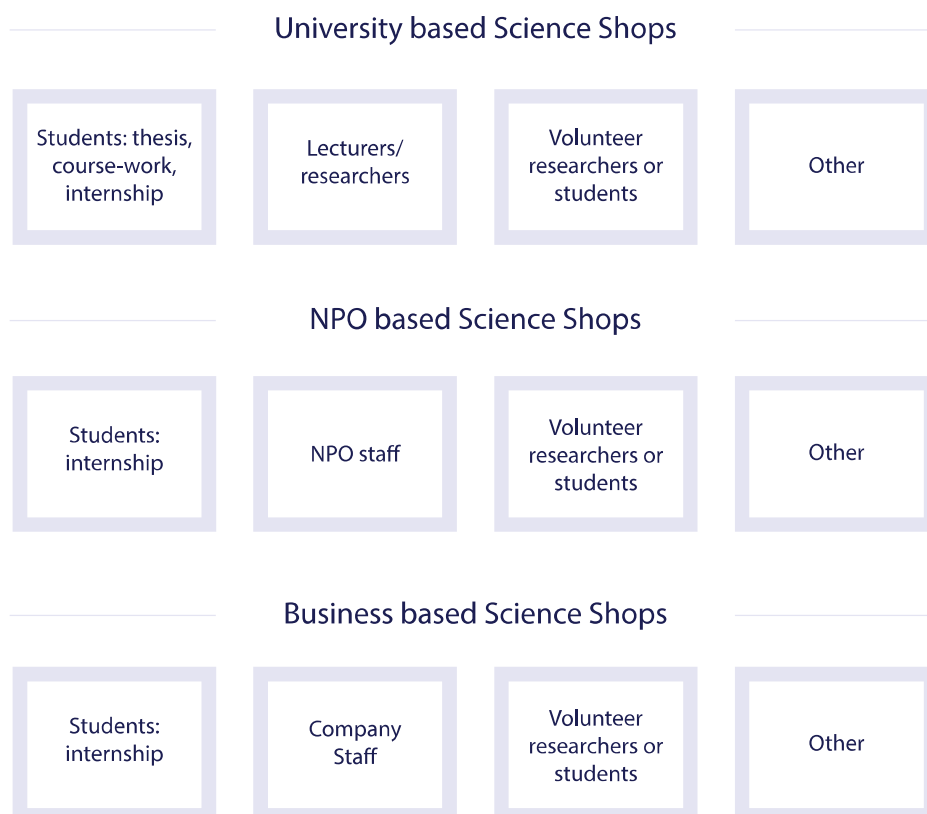 University based Science Shops
Students: thesis,
course-work,
internship
Lecturers/
researchers
Volunteer
researchers or
students
Other
NPO based Science Shops
Students:
internship
NPO staff
Volunteer
researchers or
students
Other
Business based Science Shops
Students:
internship
Company
Staff
Volunteer
researchers or
students
Other